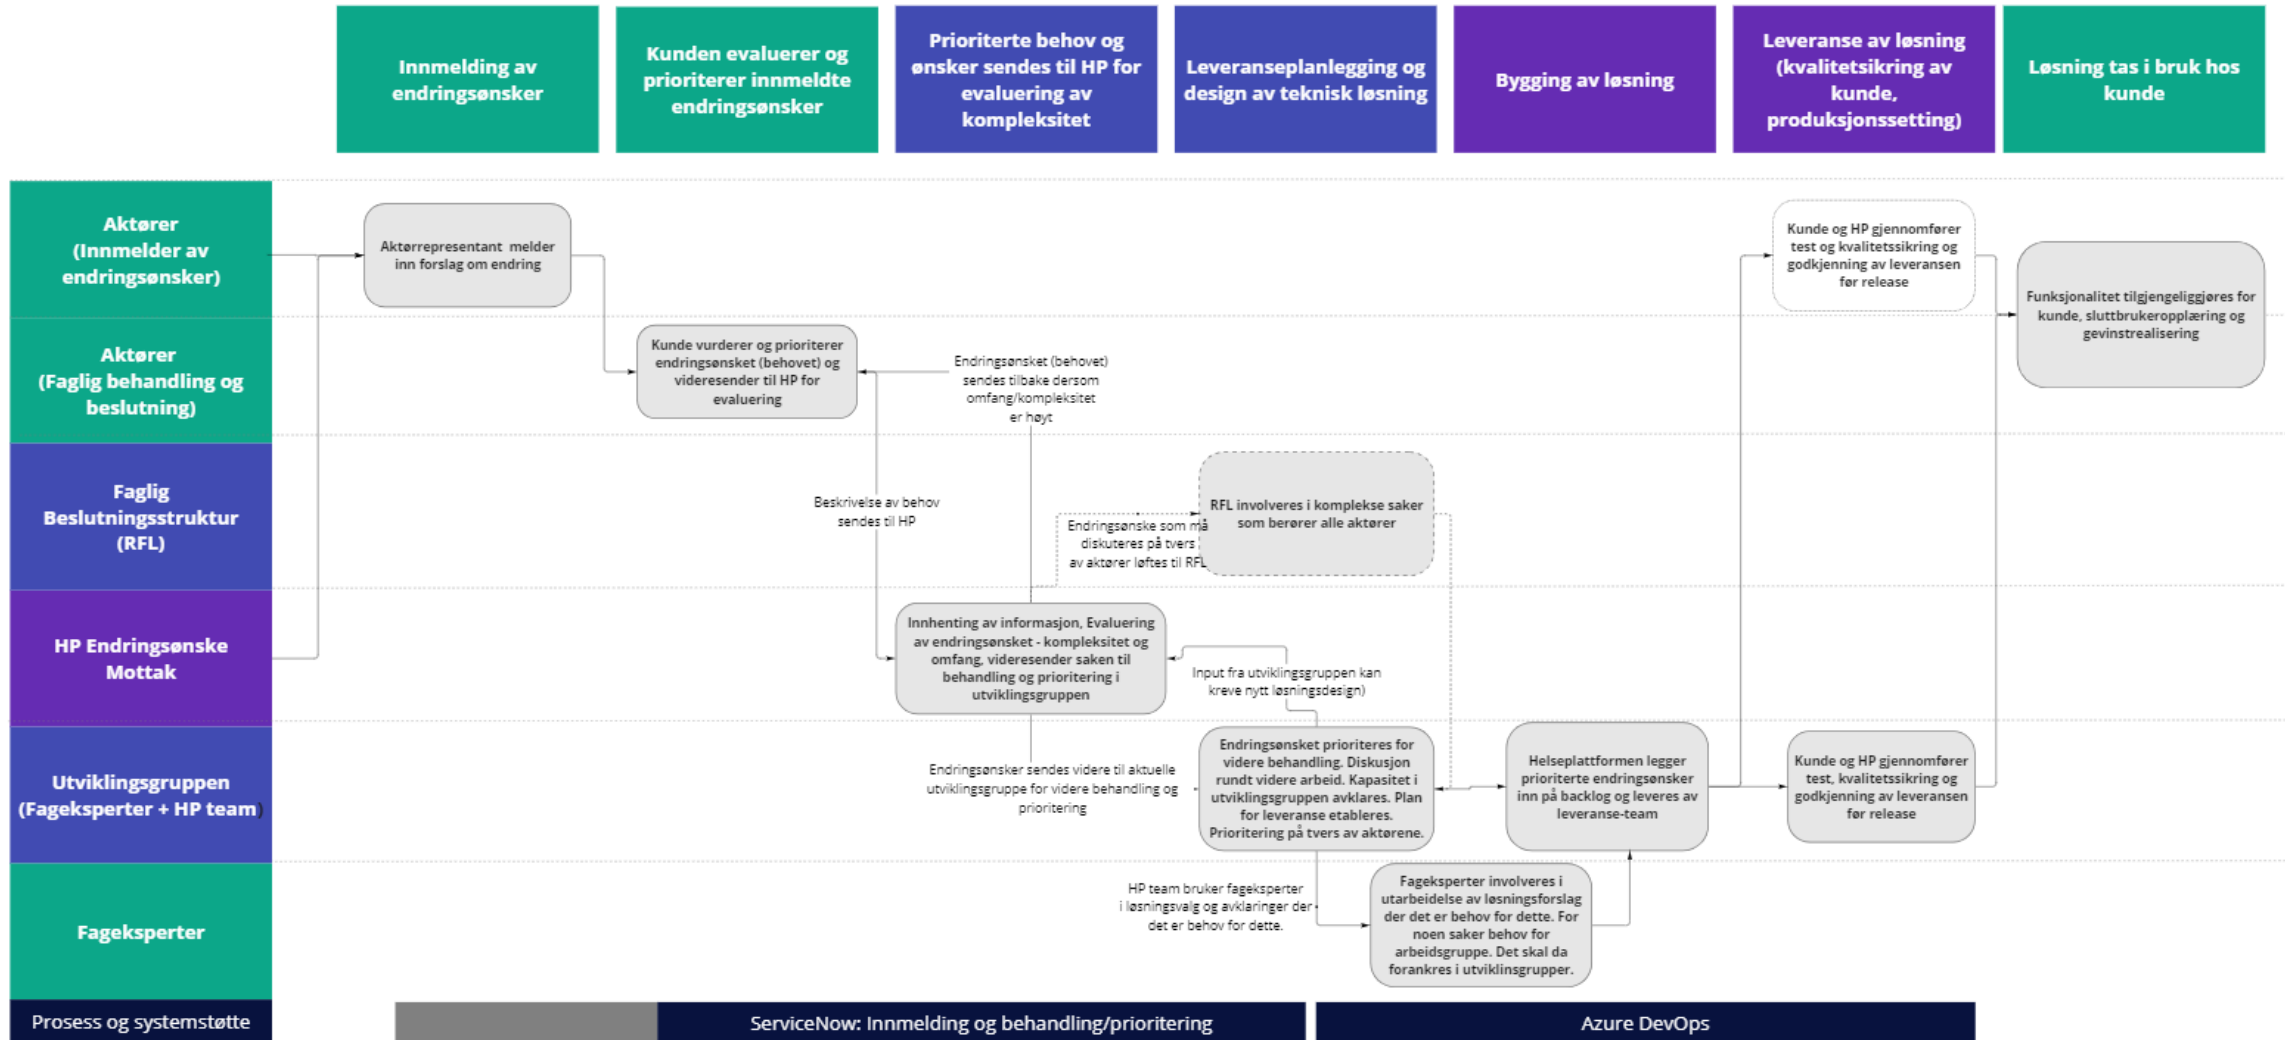 Innmelding av
endringsønsker
Kunden evaluerer og
prioriterer innmeldte
endringsønsker
Prioriterte behov og
ønsker sendes til HP for
evaluering av
kompleksitet
Leveranseplanlegging og
design av teknisk løsning
Bygging av løsning
Leveranse av løsning
(kvalitetsikring av
kunde,
produksjonssetting)
Løsning tas i bruk hos
kunde
Aktører
(Innmelder av
endringsønsker)
Aktørrepresentant melder
inn forslag om endring
Kunde og HP gjennomfører
test og kvalitetssikring og
godkjenning av leveransen
før release
Funksjonalitet tilgjengeliggjøres for
kunde, sluttbrukeropplæring og
gevinstrealisering
Aktører
(Faglig behandling og
beslutning)
Kunde vurderer og prioriterer
endringsønsket (behovet) og
videresender til HP for
evaluering
Endringsønsket (behovet)
sendes tilbake dersom
omfang/kompleksitet
er høyt
Faglig
Beslutningsstruktur
(RFL)
Beskrivelse av behov
sendes til HP
Endringsønske som må
diskuteres på tvers
av aktører løftes til RFL
RFL involveres i komplekse saker
som berører alle aktører
HP Endringsønske
Mottak
Innhenting av informasjon, Evaluering
av endringsønsket - kompleksitet og
omfang, videresender saken til
behandling og prioritering i
utviklingsgruppen
Input fra utviklingsgruppen kan
kreve nytt løsningsdesign)
Utviklingsgruppen
(Fageksperter + HP team)
Endringsønsker sendes videre til aktuelle
utviklingsgruppe for videre behandling og
prioritering
Endringsønsket prioriteres for
videre behandling. Diskusjon
rundt videre arbeid. Kapasitet i
utviklingsgruppen avklares. Plan
for leveranse etableres.
Prioritering på tvers av aktørene.
Helseplattformen legger
prioriterte endringsønsker
inn på backlog og leveres av
leveranse-team
Kunde og HP gjennomfører
test, kvalitetssikring og
godkjenning av leveransen
før release
Fageksperter
HP team bruker fageksperter
i løsningsvalg og avklaringer der
det er behov for dette.
Fageksperter involveres i
utarbeidelse av løsningsforslag
der det er behov for dette. For
noen saker behov for
arbeidsgruppe. Det skal da
forankres i utviklinsgrupper.
Prosess og systemstøtte
ServiceNow: Innmelding og behandling/prioritering
Azure DevOps